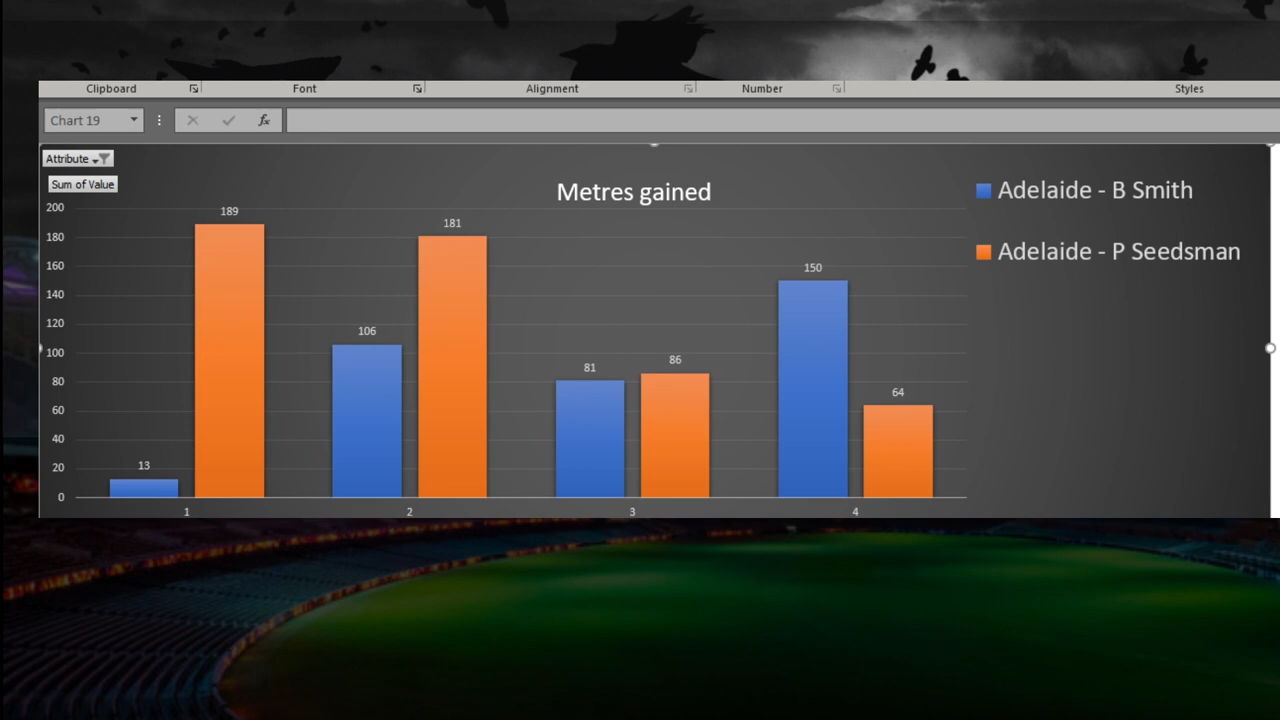 Clipboard Font Alignment Number Styles
Chart 19 fx
Attribute
Sum of Value
Metres gained
Adelaide - B Smith
Adelaide - P Seedsman
200
180
160
140
120
100
80
60
40
20
0
13 189 106 181 81 86 150 64
1 2 3 4